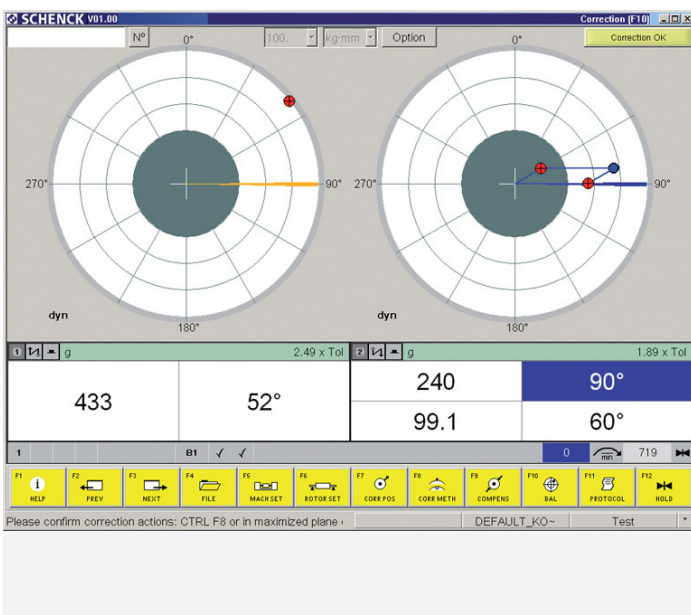 SCHENCK V01.00 Correction (F10)
Nº 100. kg·mm Option Correction OK
0° 0°
270° 90° 270° 90°
dyn dyn
180° 180°
1 g 2.49 x Tol 2 g 1.89 x Tol
433 52° 240 90°
99.1 60°
1 B1 ✓ ✓ 0 min 719
F1 F2 F3 F4 F5 F6 F7 F8 F9 F10 F11 F12
HELP PREV NEXT FILE MACH SET ROTOR SET CORR POS CORR METH COMPENS BAL PROTOCOL HOLD
Please confirm correction actions: CTRL F8 or in maximized plane DEFAULT_KO~ Test *